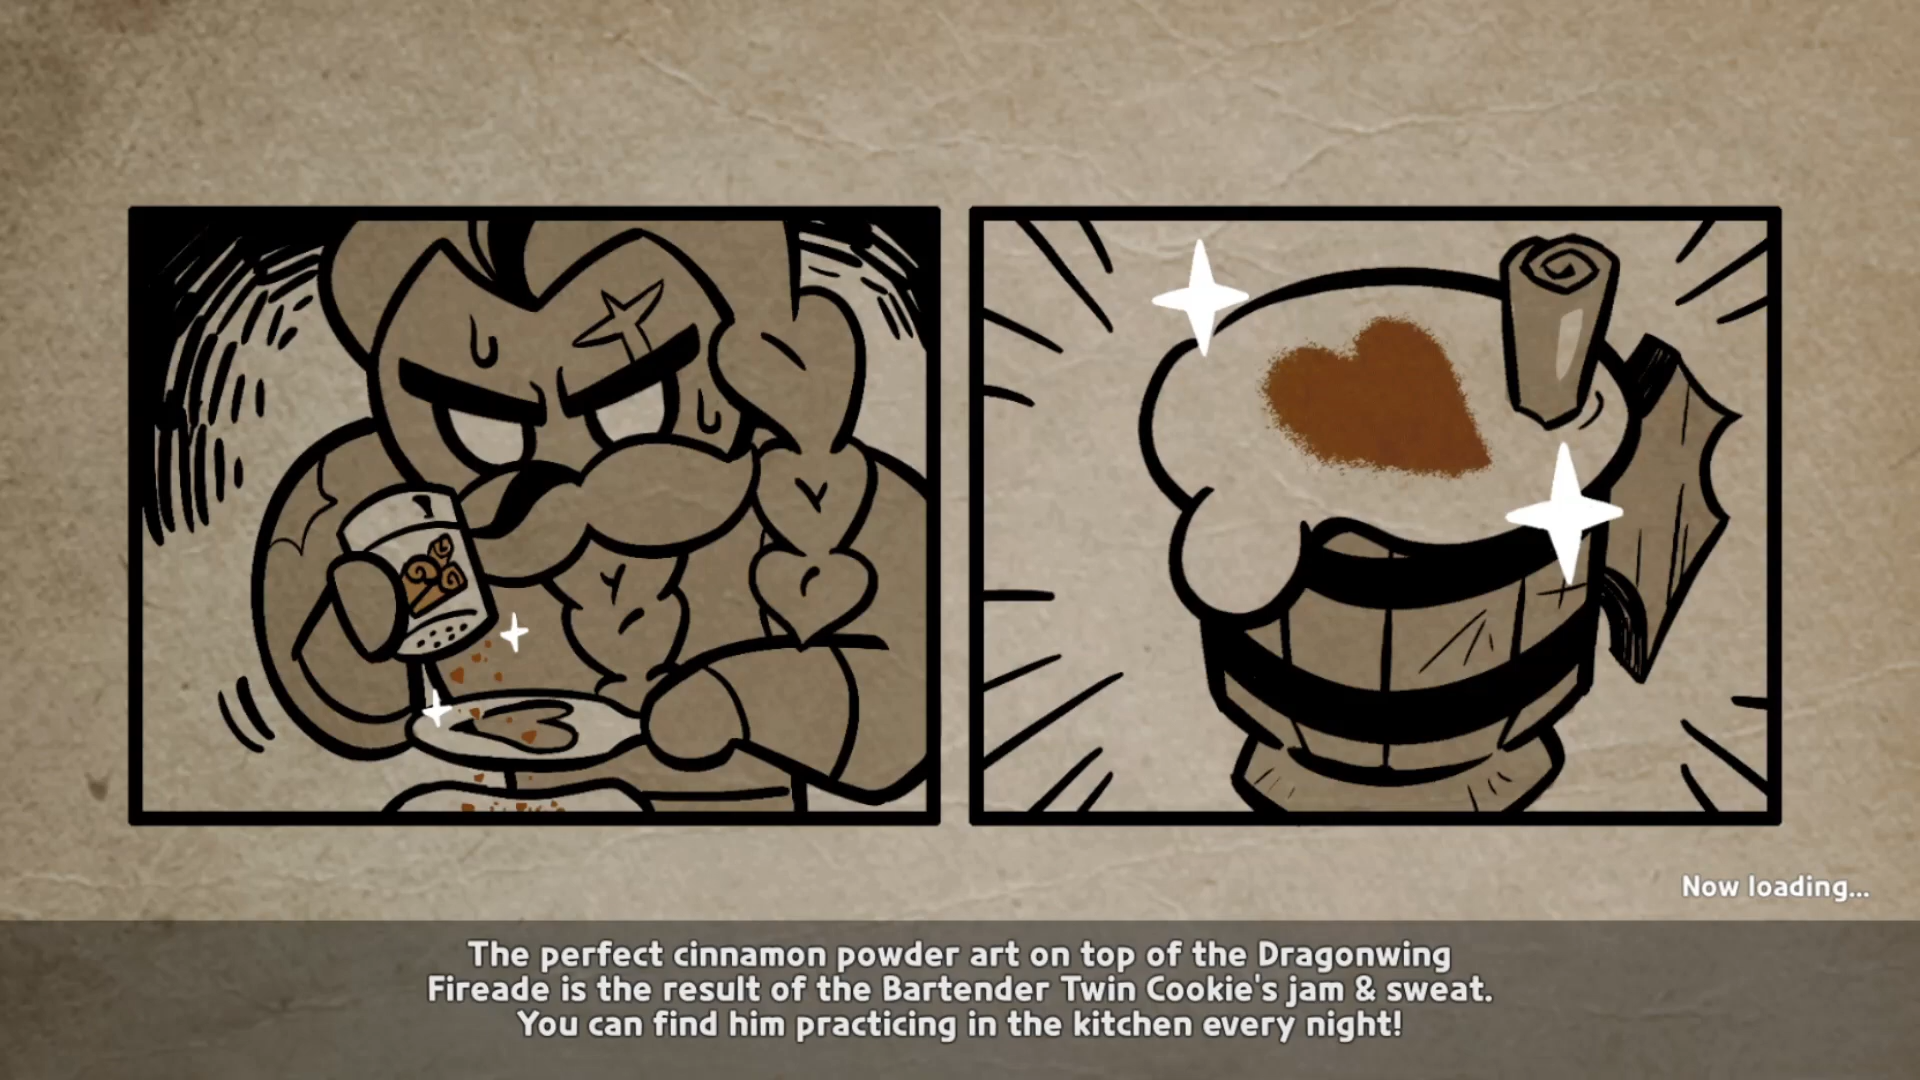 Now loading...
The perfect cinnamon powder art on top of the Dragonwing
Fireade is the result of the Bartender Twin Cookie's jam & sweat.
You can find him practicing in the kitchen every night!